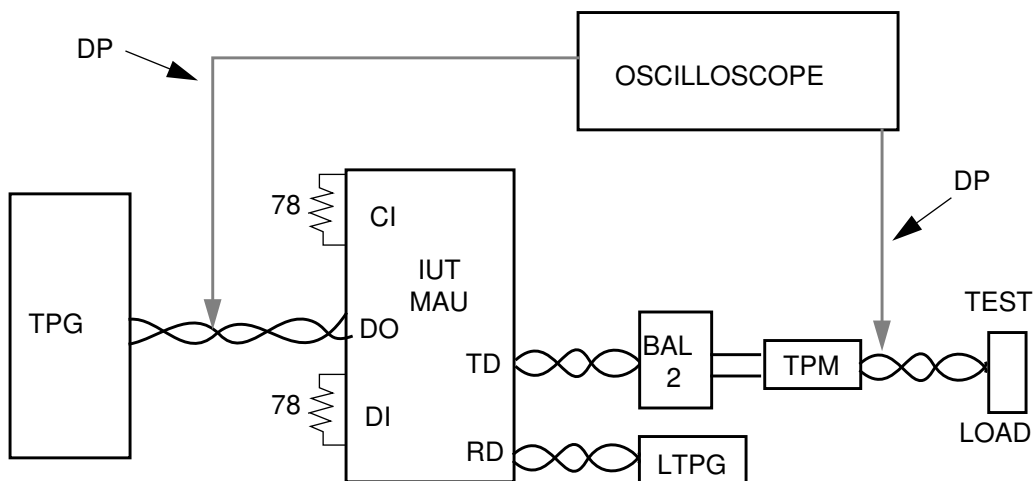 DP
OSCILLOSCOPE
DP
78
CI
IUT
MAU
TPG
DO
TEST
TD
BAL
2
TPM
78
DI
LOAD
RD
LTPG